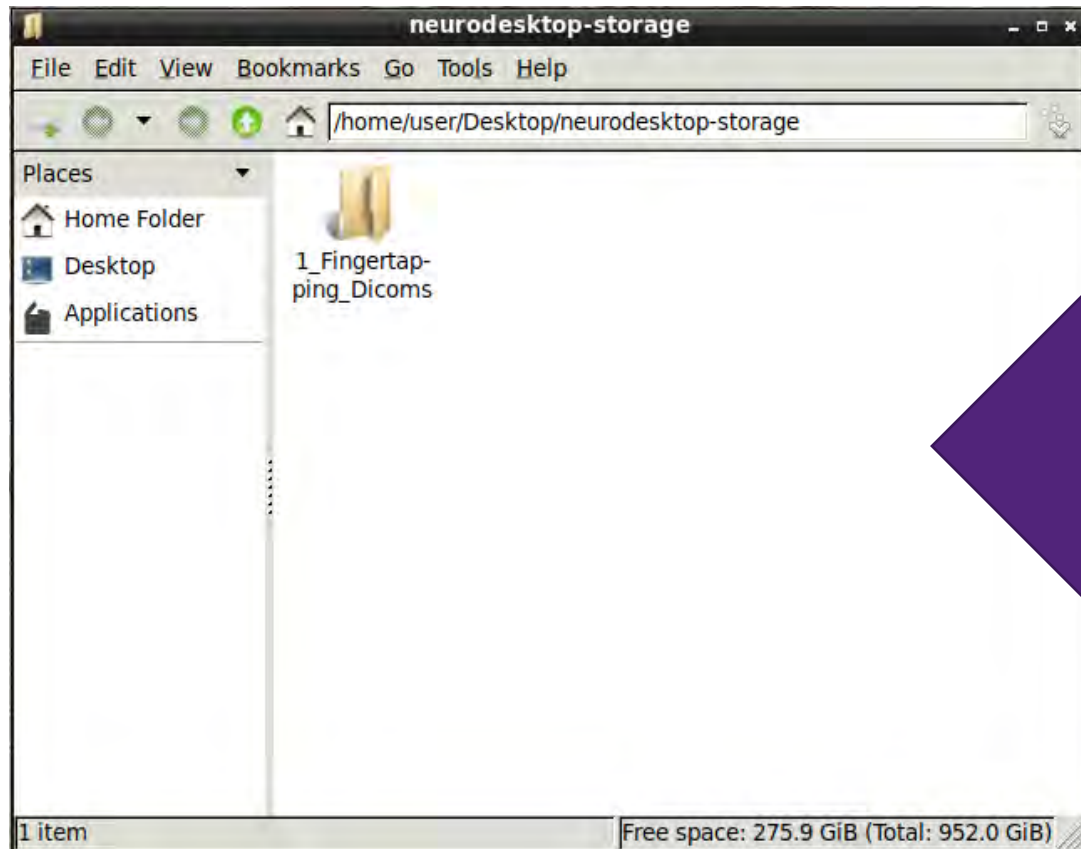 neurodesktop-storage
File Edit View Bookmarks Go Tools Help
/home/user/Desktop/neurodesktop-storage
Places
Home Folder
Desktop
Applications
1_Fingertap-
ping_Dicoms
1 item
Free space: 275.9 GiB (Total: 952.0 GiB)